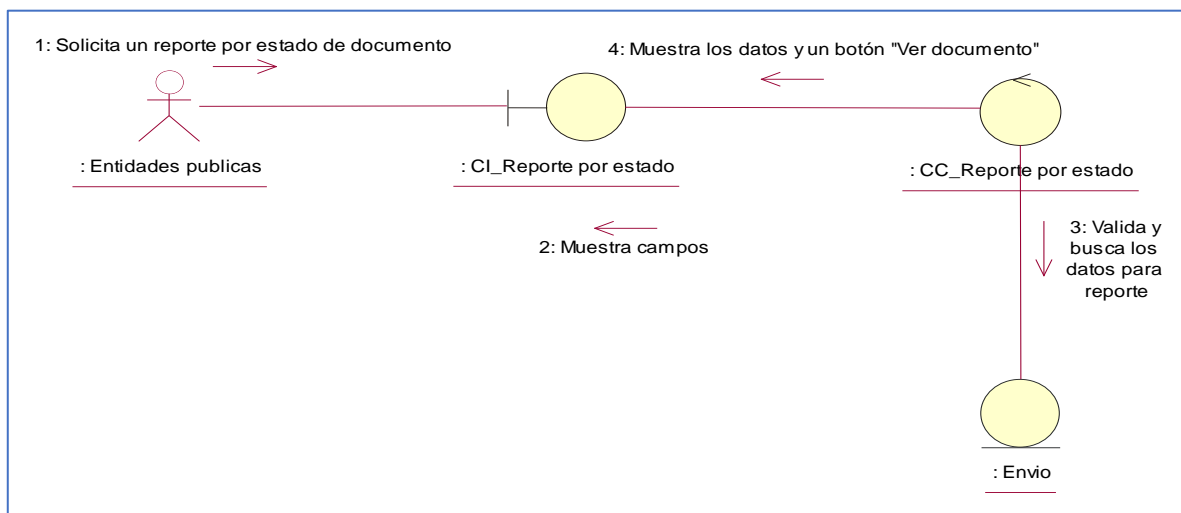 1: Solicita un reporte por estado de documento
4: Muestra los datos y un botón "Ver documento"
: Entidades publicas
: CI_Reporte por estado
: CC_Reporte por estado
2: Muestra campos
3: Valida y
busca los
datos para
reporte
: Envio